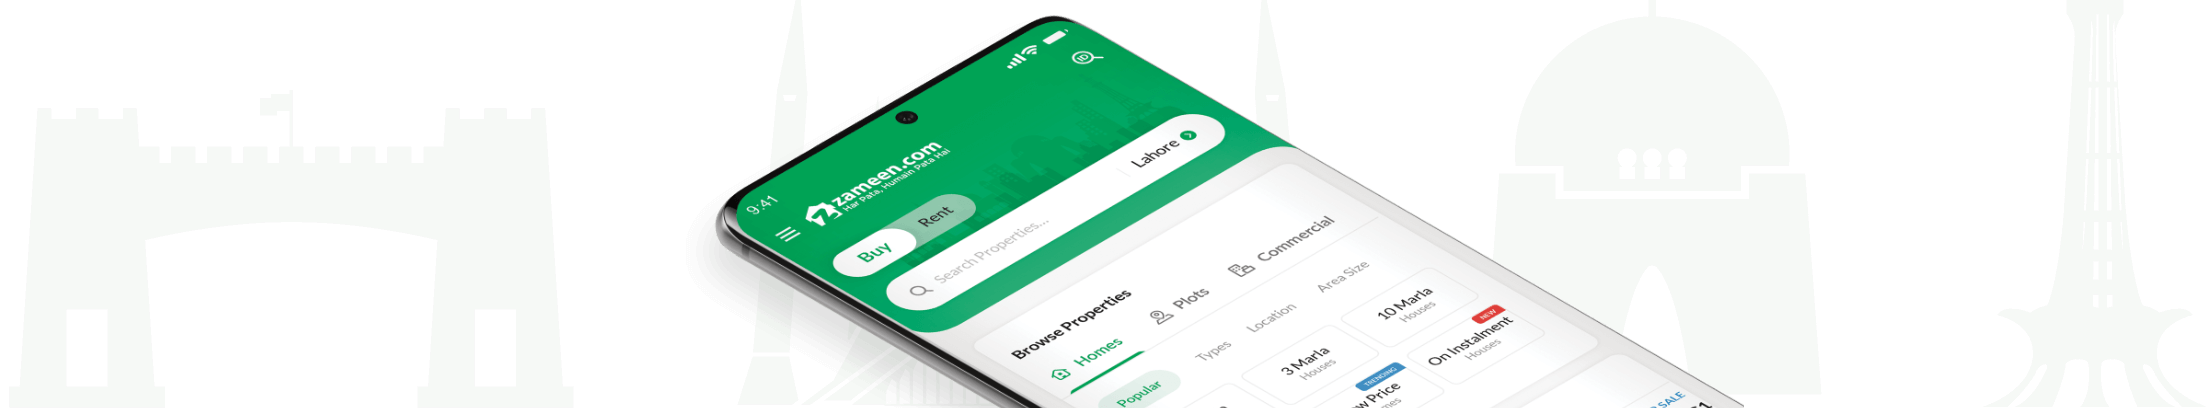 9:41
zameen.com
Har Pata, Humain Pata Hai
Buy
Rent
Search Properties...
Lahore
Browse Properties
Homes
Plots
Commercial
Popular
Types
Location
Area Size
3 Marla
Houses
10 Marla
Houses
TRENDING
Price
NEW
On Instalment
Houses
SALE